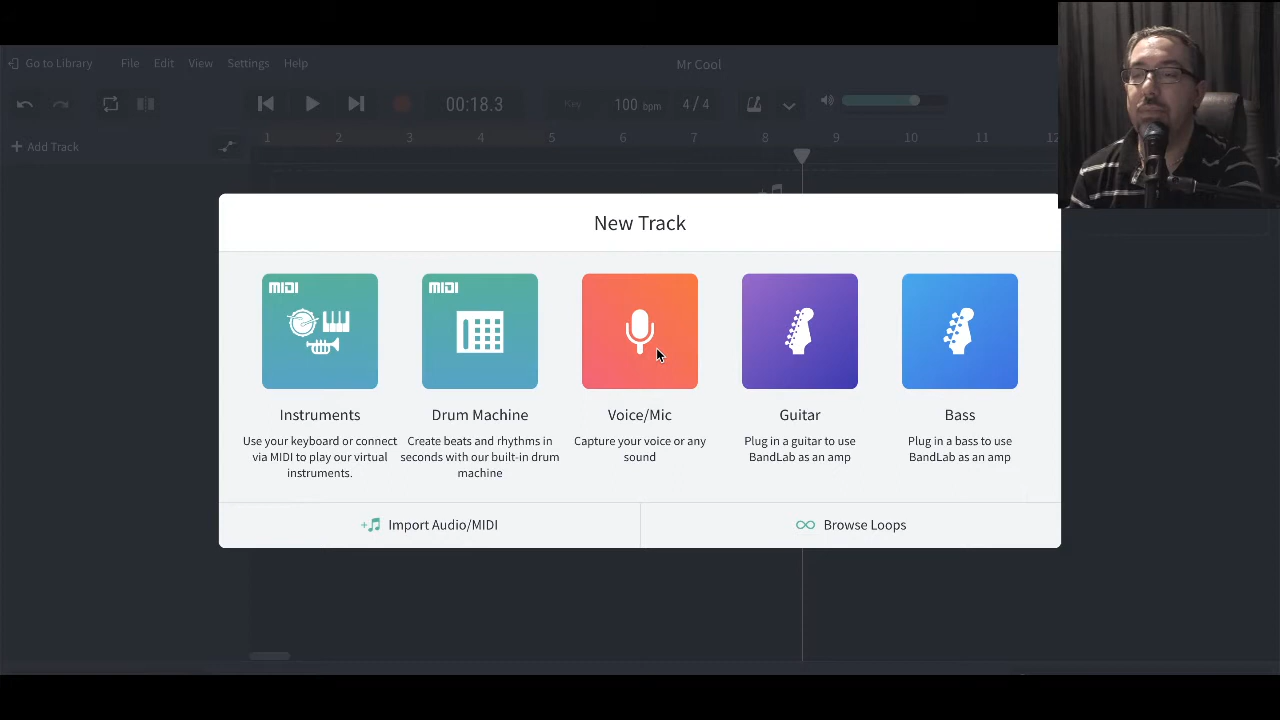 Go to Library File Edit View Settings Help Mr Cool
00:18.3 Key 100 bpm 4 / 4
+ Add Track 1 2 3 4 5 6 7 8 9 10 11 12
New Track
MIDI MIDI
Instruments Drum Machine Voice/Mic Guitar Bass
Use your keyboard or connect
via MIDI to play our virtual
instruments.
Create beats and rhythms in
seconds with our built-in drum
machine
Capture your voice or any
sound
Plug in a guitar to use
BandLab as an amp
Plug in a bass to use
BandLab as an amp
Import Audio/MIDI Browse Loops